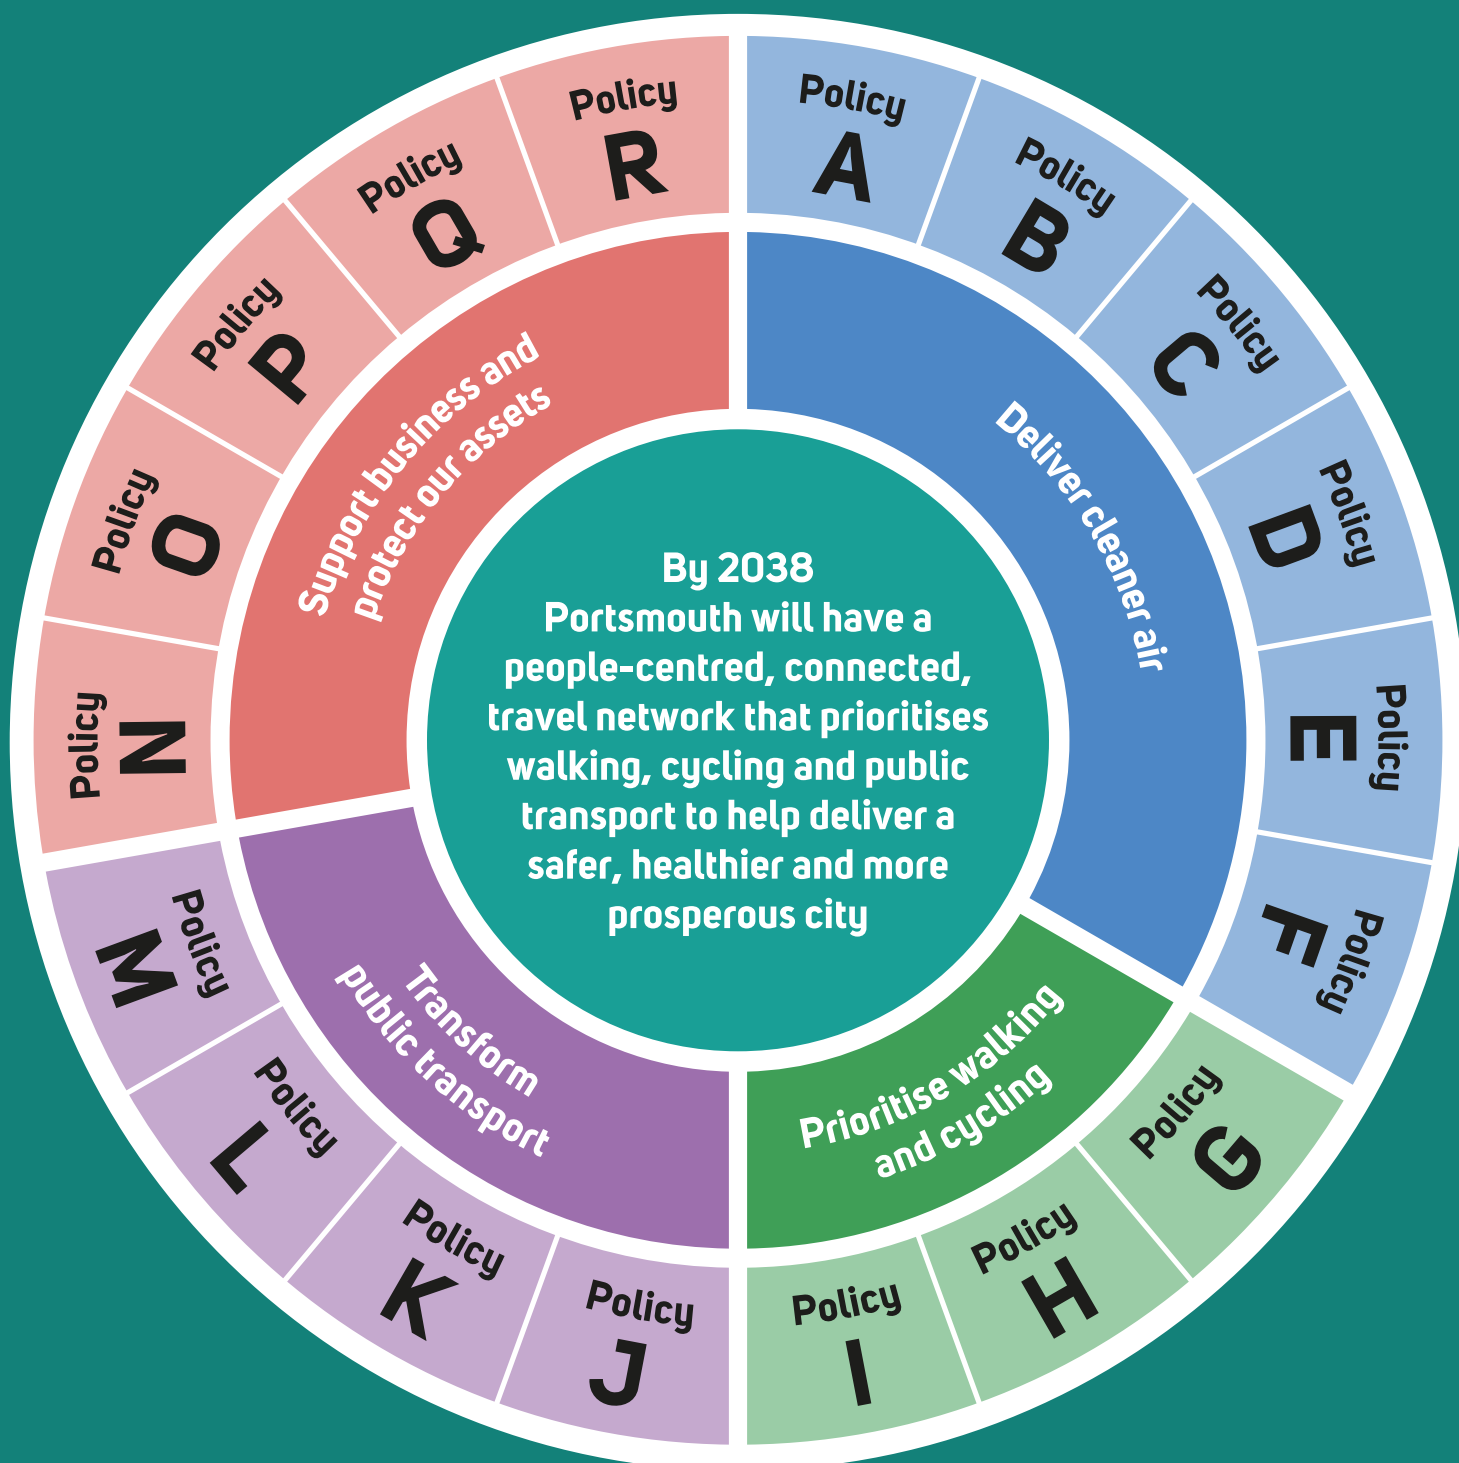 By 2038
Portsmouth will have a
people-centred, connected,
travel network that prioritises
walking, cycling and public
transport to help deliver a
safer, healthier and more
prosperous city
Deliver cleaner air
Policy
A
Policy
B
Policy
C
Policy
D
Policy
E
Policy
F
Prioritise walking
and cycling
Policy
G
Policy
H
Policy
I
Transform
public transport
Policy
J
Policy
K
Policy
L
Policy
M
Support business and
protect our assets
Policy
N
Policy
O
Policy
P
Policy
Q
Policy
R